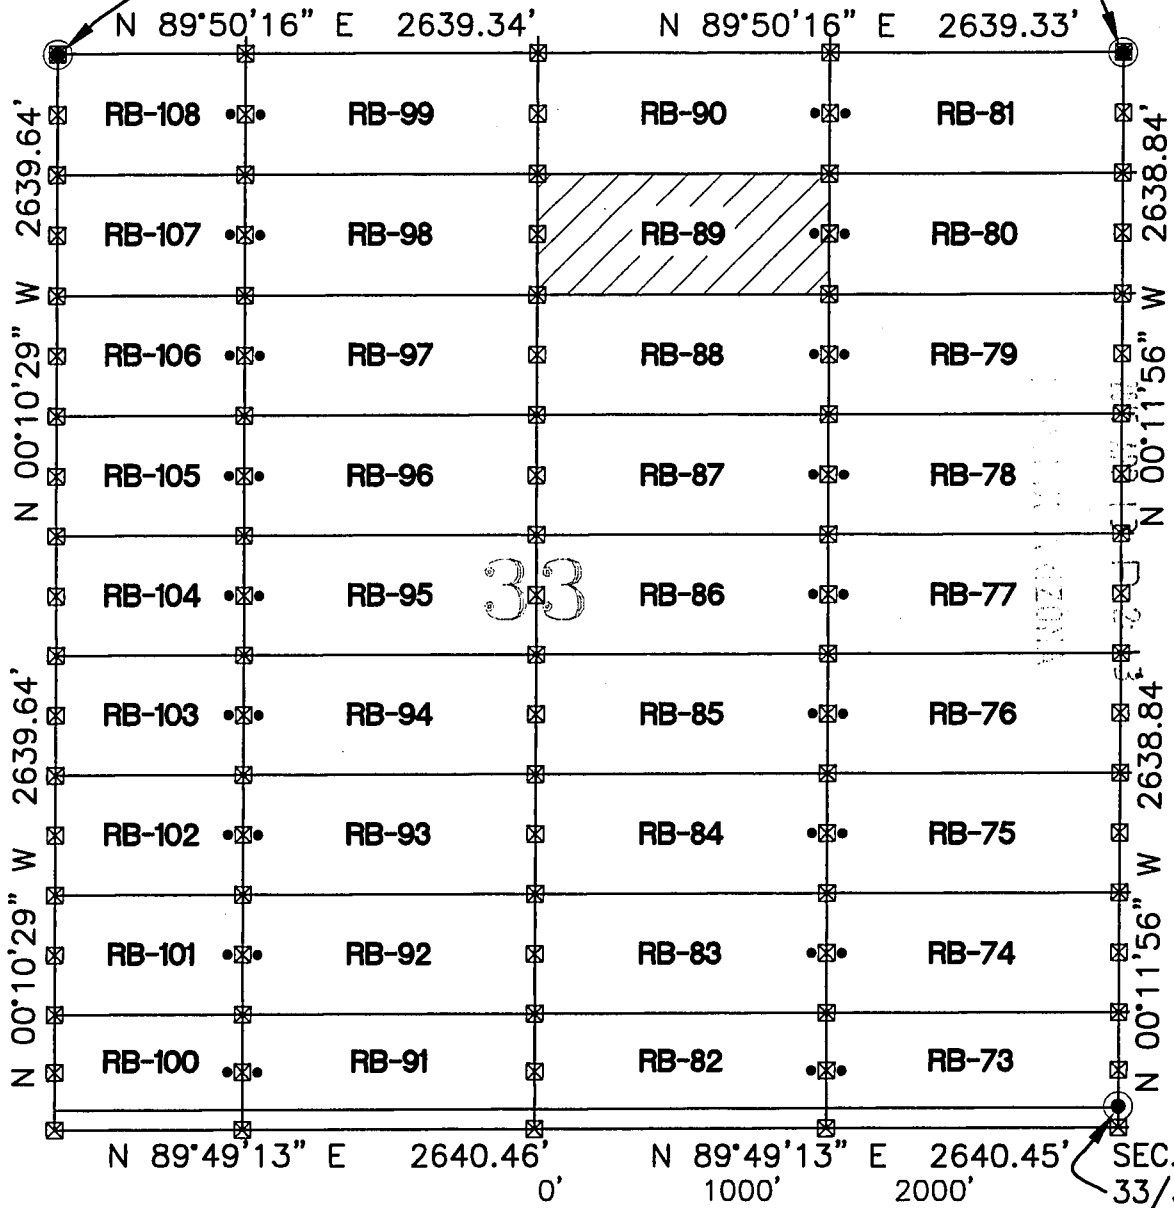 N 89°50'16" E 2639.34' N 89°50'16" E 2639.33'
RB-108 RB-99 RB-90 RB-81
N 00°10'29" W 2639.64'
N 00°11'56" W 2638.84'
RB-107 RB-98 RB-89 RB-80
RB-106 RB-97 RB-88 RB-79
RB-105 RB-96 RB-87 RB-78
RB-104 RB-95 33 RB-86 RB-77
RB-103 RB-94 RB-85 RB-76
N 00°10'29" W 2639.64'
N 00°11'56" W 2638.84'
RB-102 RB-93 RB-84 RB-75
RB-101 RB-92 RB-83 RB-74
RB-100 RB-91 RB-82 RB-73
N 89°49'13" E 2640.46' N 89°49'13" E 2640.45' SEC.
0' 1000' 2000' 33/